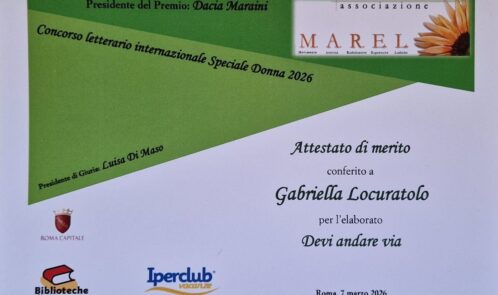 Presidente del Premio: Dacia Maraini
associazione
MAREL
Concorso letterario internazionale Speciale Donna 2026
Presidente di Giuria: Luisa Di Maso
Attestato di merito
conferito a
Gabriella Locuratolo
per l'elaborato
Devi andare via
ROMA CAPITALE
Biblioteche
Iperclub
vacanze
Roma, 7 marzo 2026